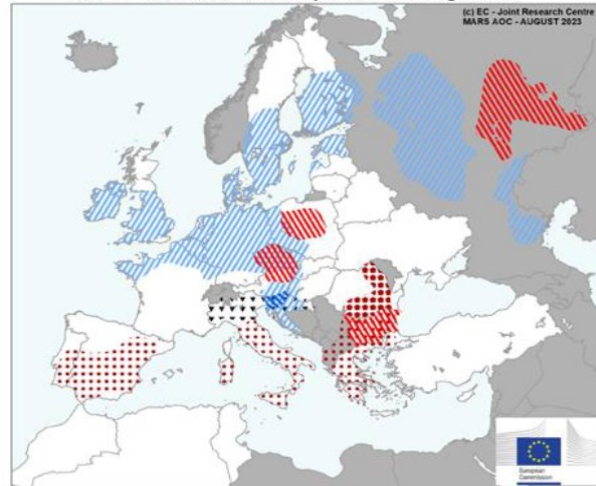 (c) EC - Joint Research Centre
MARS AOC - AUGUST 2023
European
Commission